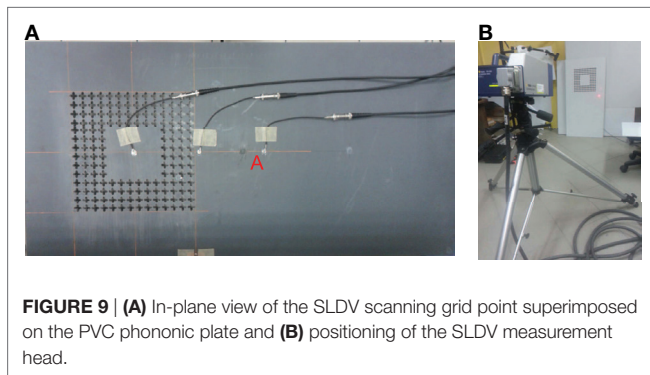 A
B
A
FIGURE 9 | (A) In-plane view of the SLDV scanning grid point superimposed
on the PVC phononic plate and (B) positioning of the SLDV measurement
head.